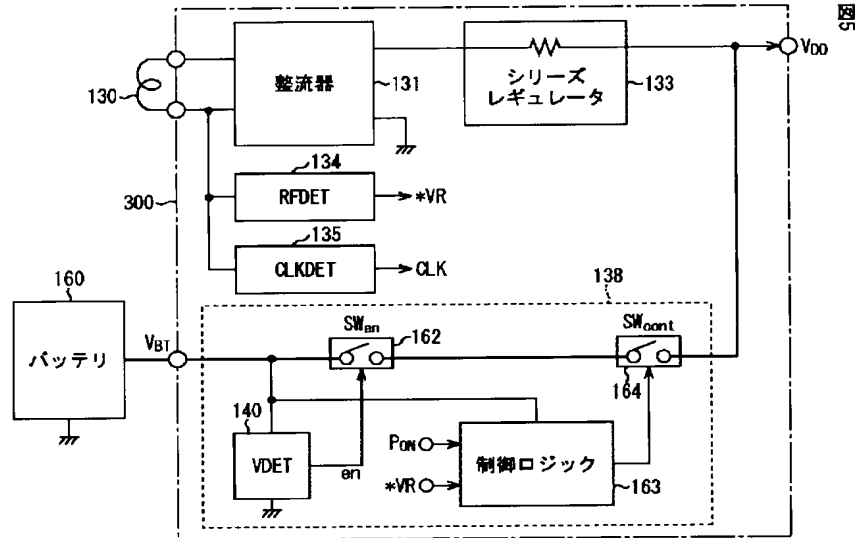 図5
130
整流器
131
シリーズ
レギュレータ
133
VDD
134
RFDET
*VR
300
135
CLKDET
CLK
160
バッテリ
VBT
138
SWen
162
SWcont
164
140
VDET
en
PON
*VR
制御ロジック
163